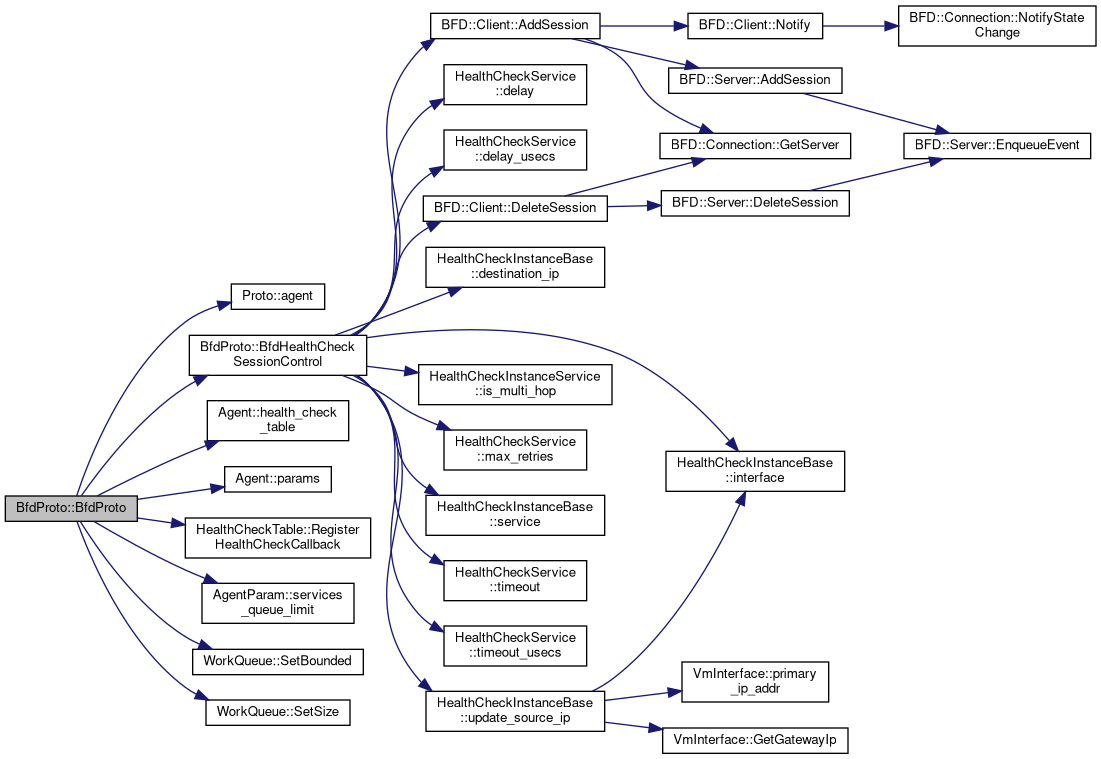 BFD::Client::AddSession
BFD::Client::Notify
BFD::Connection::NotifyState
Change
HealthCheckService
::delay
BFD::Server::AddSession
HealthCheckService
::delay_usecs
BFD::Connection::GetServer
BFD::Server::EnqueueEvent
BFD::Client::DeleteSession
BFD::Server::DeleteSession
HealthCheckInstanceBase
::destination_ip
Proto::agent
BfdProto::BfdHealthCheck
SessionControl
HealthCheckInstanceService
::is_multi_hop
Agent::health_check
_table
HealthCheckService
::max_retries
HealthCheckInstanceBase
::interface
Agent::params
BfdProto::BfdProto
HealthCheckInstanceBase
::service
HealthCheckTable::Register
HealthCheckCallback
HealthCheckService
::timeout
AgentParam::services
_queue_limit
HealthCheckService
::timeout_usecs
WorkQueue::SetBounded
VmInterface::primary
_ip_addr
HealthCheckInstanceBase
::update_source_ip
WorkQueue::SetSize
VmInterface::GetGatewayIp